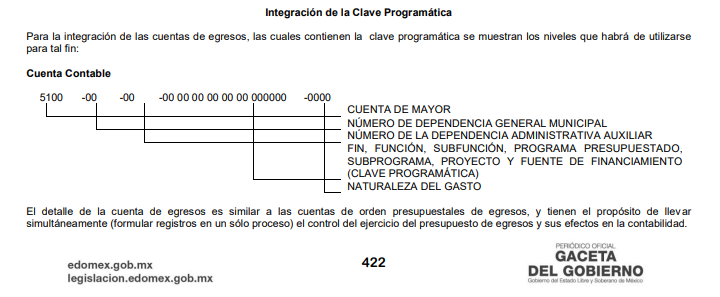 Integración de la Clave Programática
Para la integración de las cuentas de egresos, las cuales contienen la clave programática se muestran los niveles que habrá de utilizarse
para tal fin:
Cuenta Contable
5100 -00 -00 -00 00 00 00 00 00 000000 -0000
CUENTA DE MAYOR
NÚMERO DE DEPENDENCIA GENERAL MUNICIPAL
NÚMERO DE LA DEPENDENCIA ADMINISTRATIVA AUXILIAR
FIN, FUNCIÓN, SUBFUNCIÓN, PROGRAMA PRESUPUESTADO,
SUBPROGRAMA, PROYECTO Y FUENTE DE FINANCIAMIENTO
(CLAVE PROGRAMÁTICA)
NATURALEZA DEL GASTO
El detalle de la cuenta de egresos es similar a las cuentas de orden presupuestales de egresos, y tienen el propósito de llevar
simultáneamente (formular registros en un sólo proceso) el control del ejercicio del presupuesto de egresos y sus efectos en la contabilidad.
edomex.gob.mx
legislacion.edomex.gob.mx
422
PERIÓDICO OFICIAL
GACETA
DEL GOBIERNO
Gobierno del Estado Libre y Soberano de México